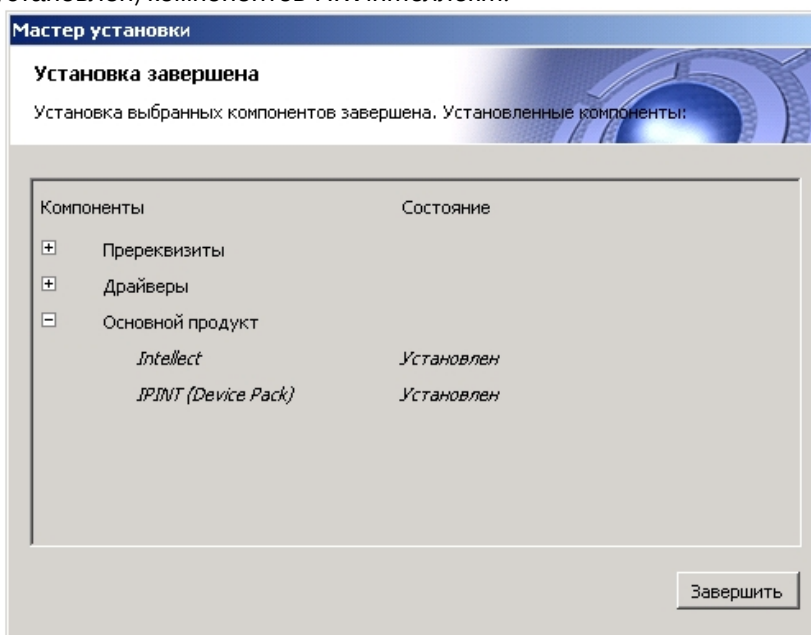 Мастер установки
Установка завершена
Установка выбранных компонентов завершена. Установленные компоненты:
Компоненты Состояние
Пререквизиты
Драйверы
Основной продукт
Intellect Установлен
IPINT (Device Pack) Установлен
Завершить